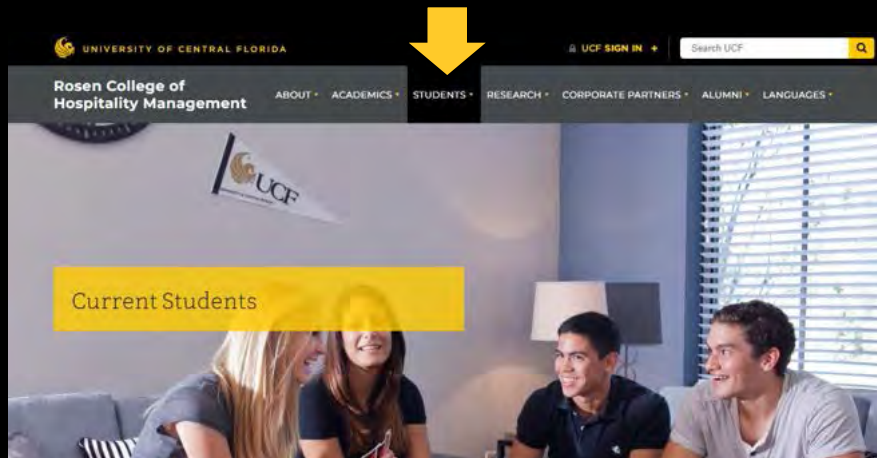 UNIVERSITY OF CENTRAL FLORIDA
UCF SIGN IN +
Search UCF
Rosen College of
Hospitality Management
ABOUT
ACADEMICS
STUDENTS
RESEARCH
CORPORATE PARTNERS
ALUMNI
LANGUAGES
UCF
Current Students